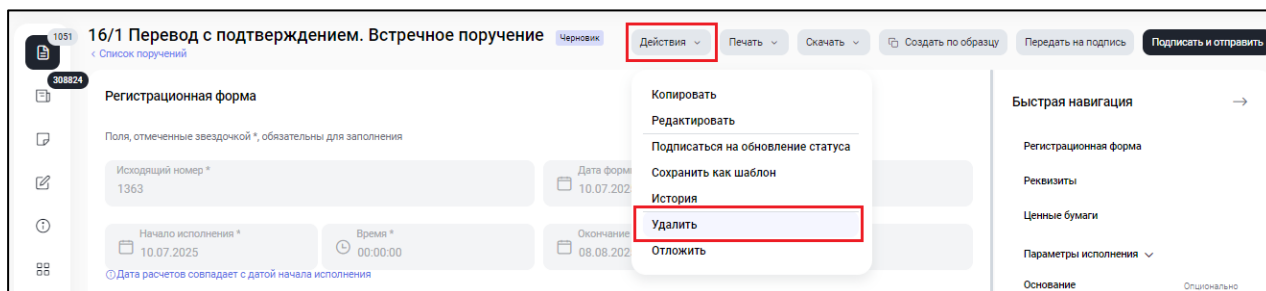 1051
16/1 Перевод с подтверждением. Встречное поручение Черновик Действия Печать Скачать Создать по образцу Передать на подпись Подписать и отправить
< Список поручений
308824
Регистрационная форма
Поля, отмеченные звездочкой *, обязательны для заполнения
Исходящий номер *
1363
Дата форм
10.07.202
Начало исполнения *
10.07.2025
Время *
00:00:00
Окончание
08.08.202
Дата расчетов совпадает с датой начала исполнения
Копировать
Редактировать
Подписаться на обновление статуса
Сохранить как шаблон
История
Удалить
Отложить
Быстрая навигация →
Регистрационная форма
Реквизиты
Ценные бумаги
Параметры исполнения
Основание Опционально